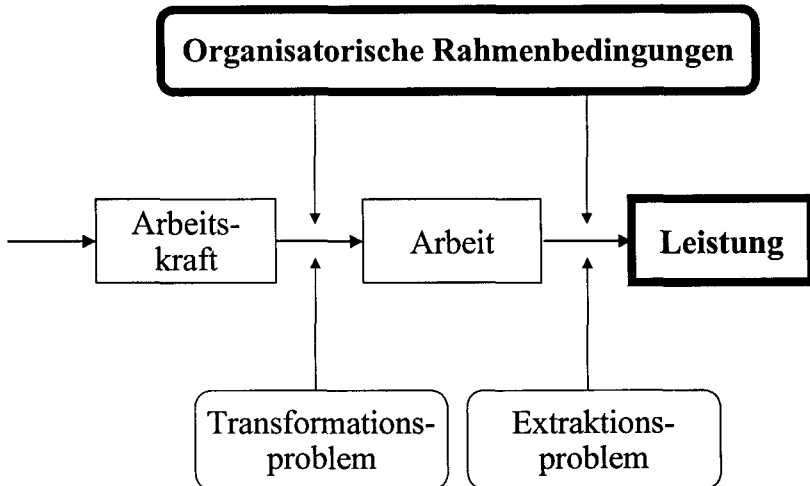 Organisatorische Rahmenbedingungen
Arbeits-
kraft
Arbeit
Leistung
Transformations-
problem
Extraktions-
problem